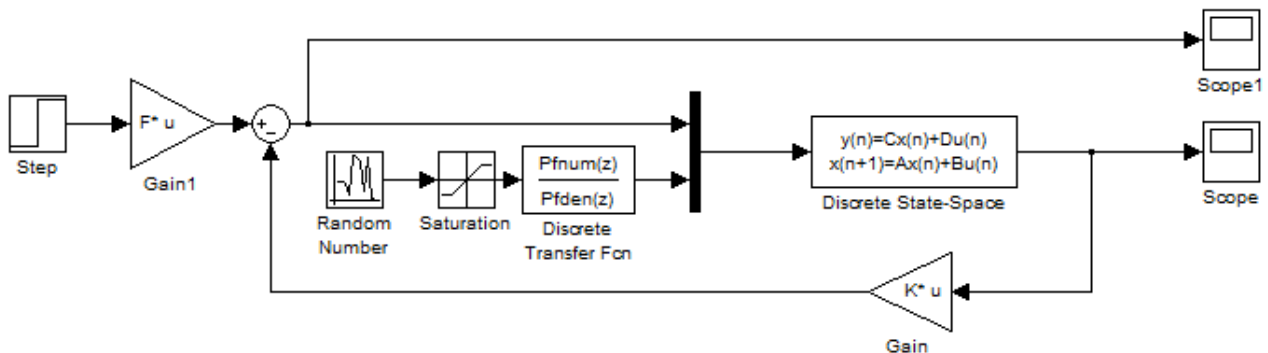 Scope1
F* u
+
-
Step
Gain1
Random
Number
Saturation
Pfnum(z)
Pfden(z)
Discrete
Transfer Fcn
y(n)=Cx(n)+Du(n)
x(n+1)=Ax(n)+Bu(n)
Discrete State-Space
Scope
K* u
Gain